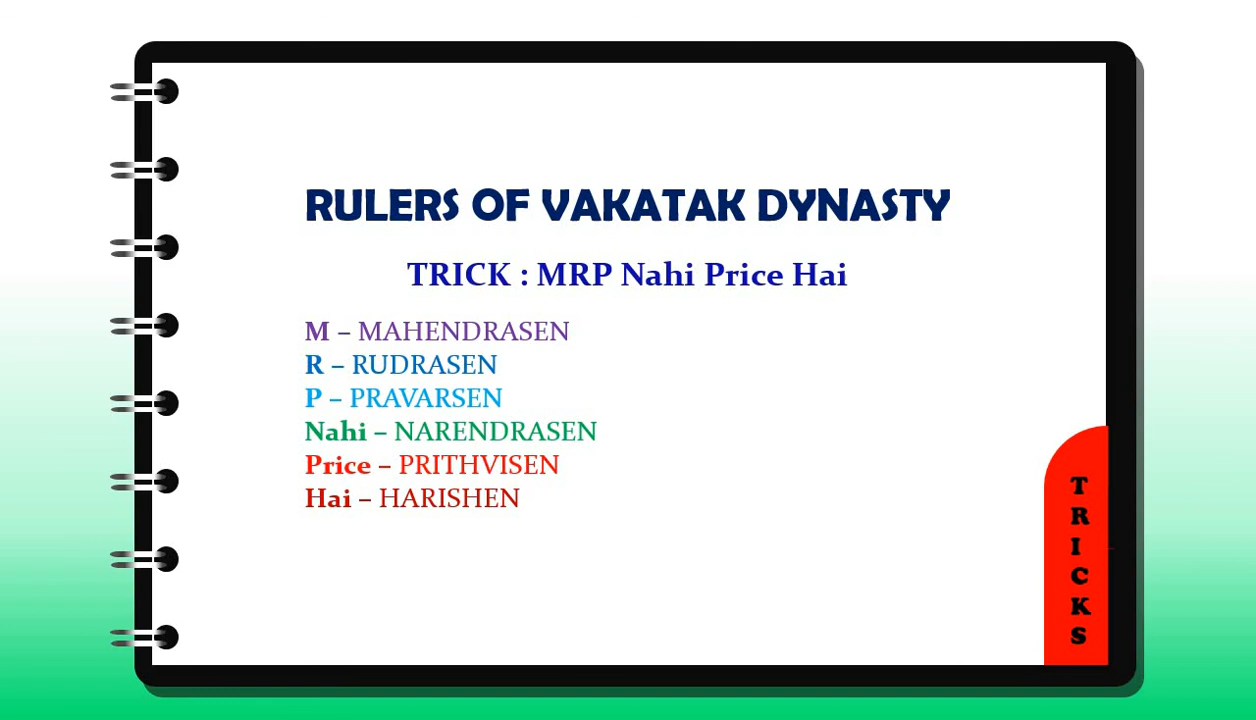 RULERS OF VAKATAK DYNASTY
TRICK : MRP Nahi Price Hai
M – MAHENDRASEN
R – RUDRASEN
P – PRAVARSEN
Nahi – NARENDRASEN
Price – PRITHVISEN
Hai – HARISHEN
TRICKS